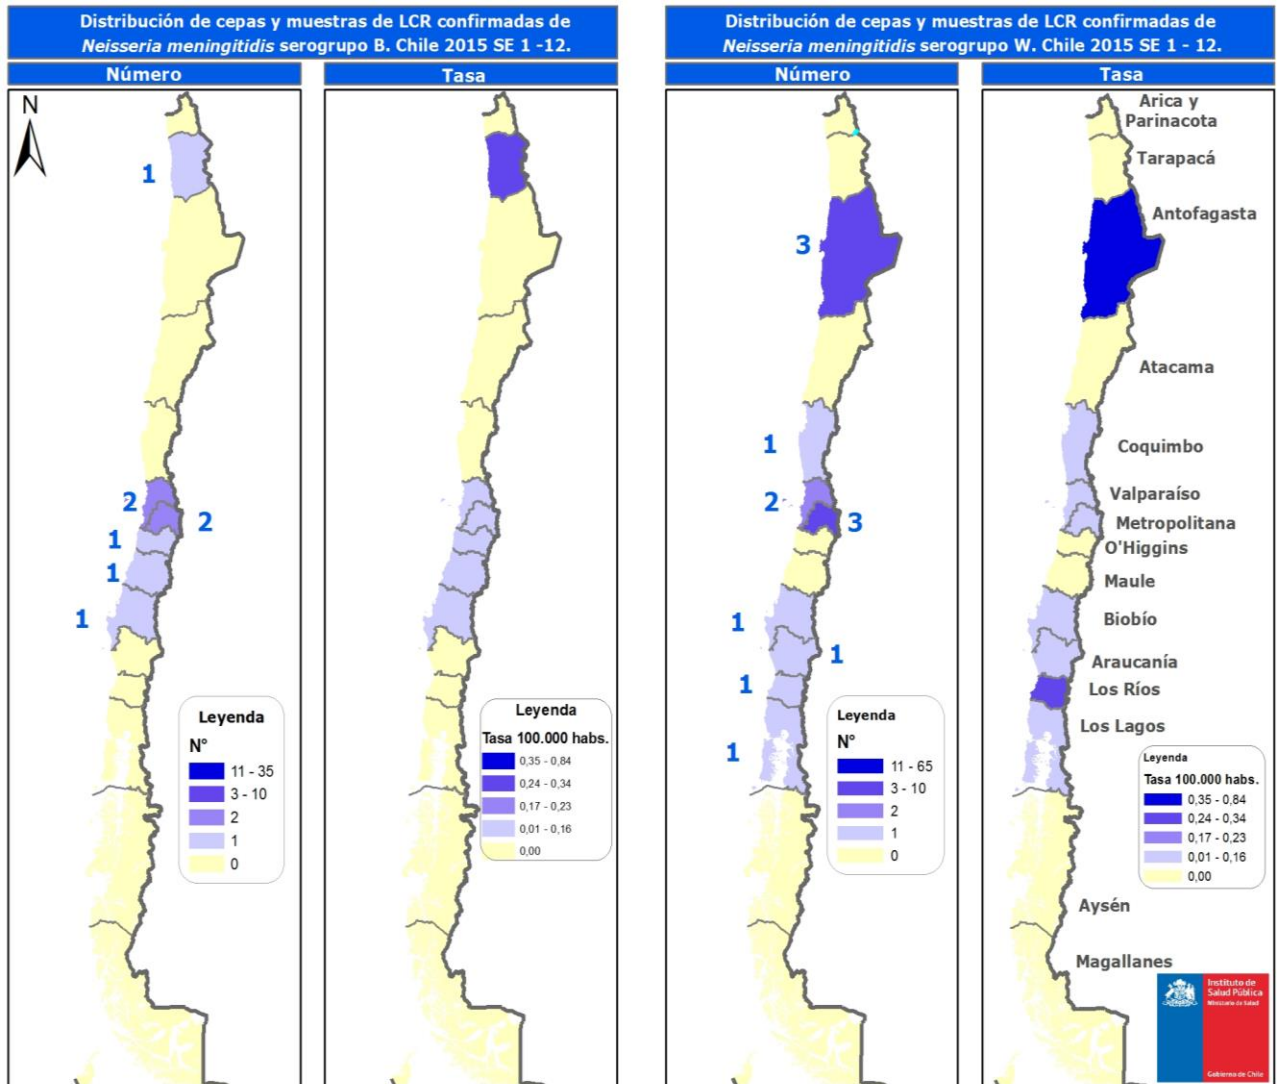 Distribución de cepas y muestras de LCR confirmadas de
Neisseria meningitidis serogrupo B. Chile 2015 SE 1 -12.
Número
Tasa
N
1
2
2
1
1
1
Leyenda
N°
11 - 35
3 - 10
2
1
0
Leyenda
Tasa 100.000 habs.
0,35 - 0,84
0,24 - 0,34
0,17 - 0,23
0,01 - 0,16
0,00
Distribución de cepas y muestras de LCR confirmadas de
Neisseria meningitidis serogrupo W. Chile 2015 SE 1 - 12.
Número
Tasa
3
1
2
3
1
1
1
1
Leyenda
N°
11 - 65
3 - 10
2
1
0
Arica y
Parinacota
Tarapacá
Antofagasta
Atacama
Coquimbo
Valparaíso
Metropolitana
O'Higgins
Maule
Biobío
Araucanía
Los Ríos
Los Lagos
Leyenda
Tasa 100.000 habs.
0,35 - 0,84
0,24 - 0,34
0,17 - 0,23
0,01 - 0,16
0,00
Aysén
Magallanes
Instituto de
Salud Pública
Ministerio de Salud
Gobierno de Chile